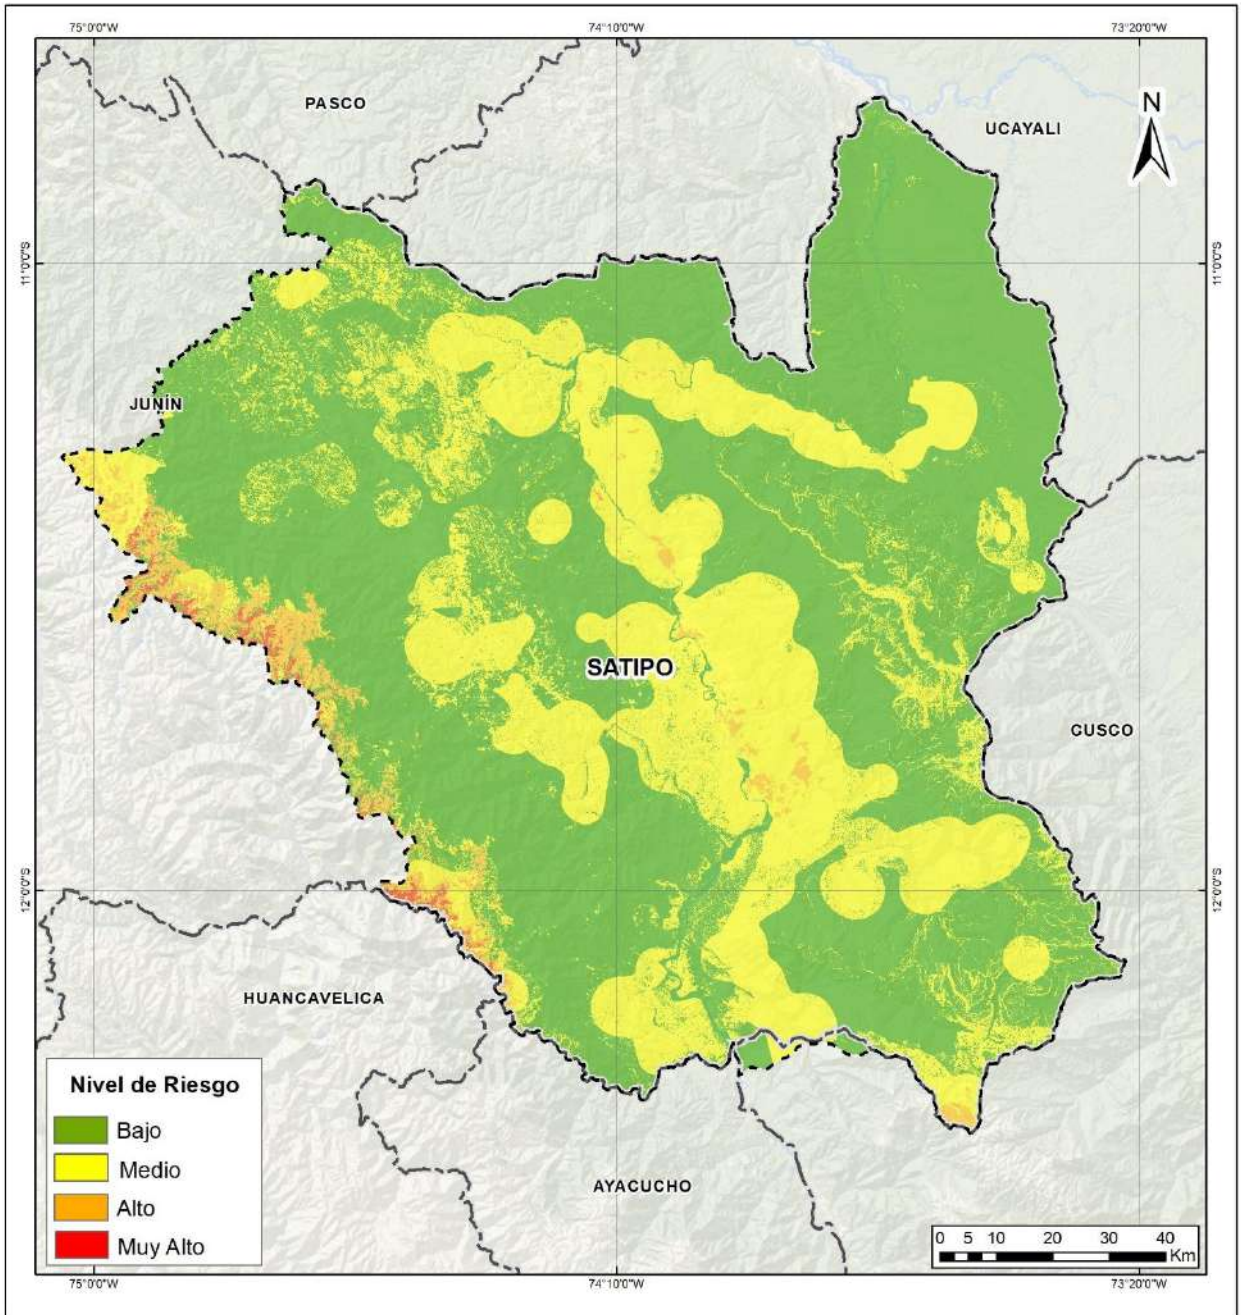 75°0'0"W
74°10'0"W
73°20'0"W
PASCO
N
UCAYALI
11°0'0"S
11°0'0"S
JUNÍN
SATIPO
CUSCO
12°0'0"S
12°0'0"S
HUANCAVELICA
AYACUCHO
Nivel de Riesgo
Bajo
Medio
Alto
Muy Alto
0 5 10 20 30 40
Km
75°0'0"W
74°10'0"W
73°20'0"W